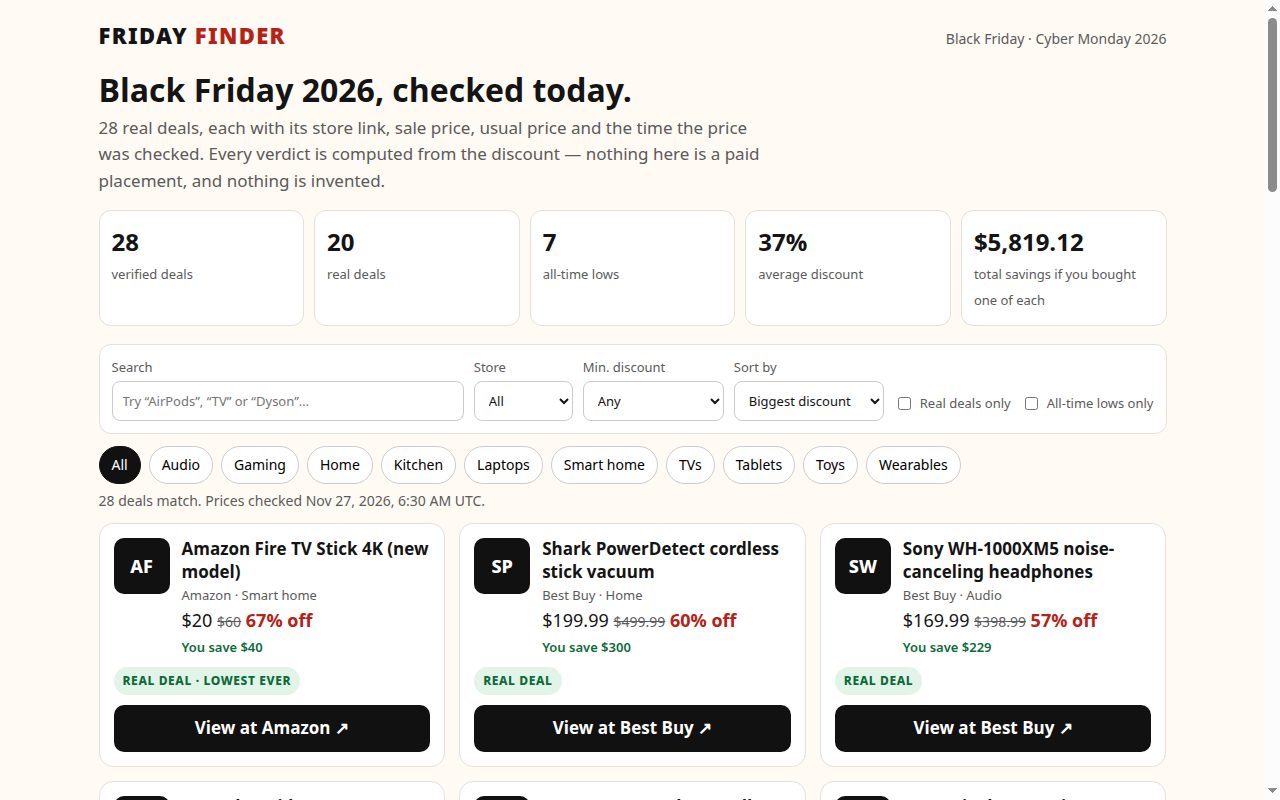 FRIDAY FINDER
Black Friday · Cyber Monday 2026
Black Friday 2026, checked today.
28 real deals, each with its store link, sale price, usual price and the time the price
was checked. Every verdict is computed from the discount — nothing here is a paid
placement, and nothing is invented.
28
verified deals
20
real deals
7
all-time lows
37%
average discount
$5,819.12
total savings if you bought
one of each
Search
Try “AirPods”, “TV” or “Dyson”...
Store
All
Min. discount
Any
Sort by
Biggest discount
Real deals only
All-time lows only
All
Audio
Gaming
Home
Kitchen
Laptops
Smart home
TVs
Tablets
Toys
Wearables
28 deals match. Prices checked Nov 27, 2026, 6:30 AM UTC.
AF
Amazon Fire TV Stick 4K (new
model)
Amazon · Smart home
$20 $60 67% off
You save $40
REAL DEAL · LOWEST EVER
View at Amazon ↗
SP
Shark PowerDetect cordless
stick vacuum
Best Buy · Home
$199.99 $499.99 60% off
You save $300
REAL DEAL
View at Best Buy ↗
SW
Sony WH-1000XM5 noise-
canceling headphones
Best Buy · Audio
$169.99 $398.99 57% off
You save $229
REAL DEAL
View at Best Buy ↗